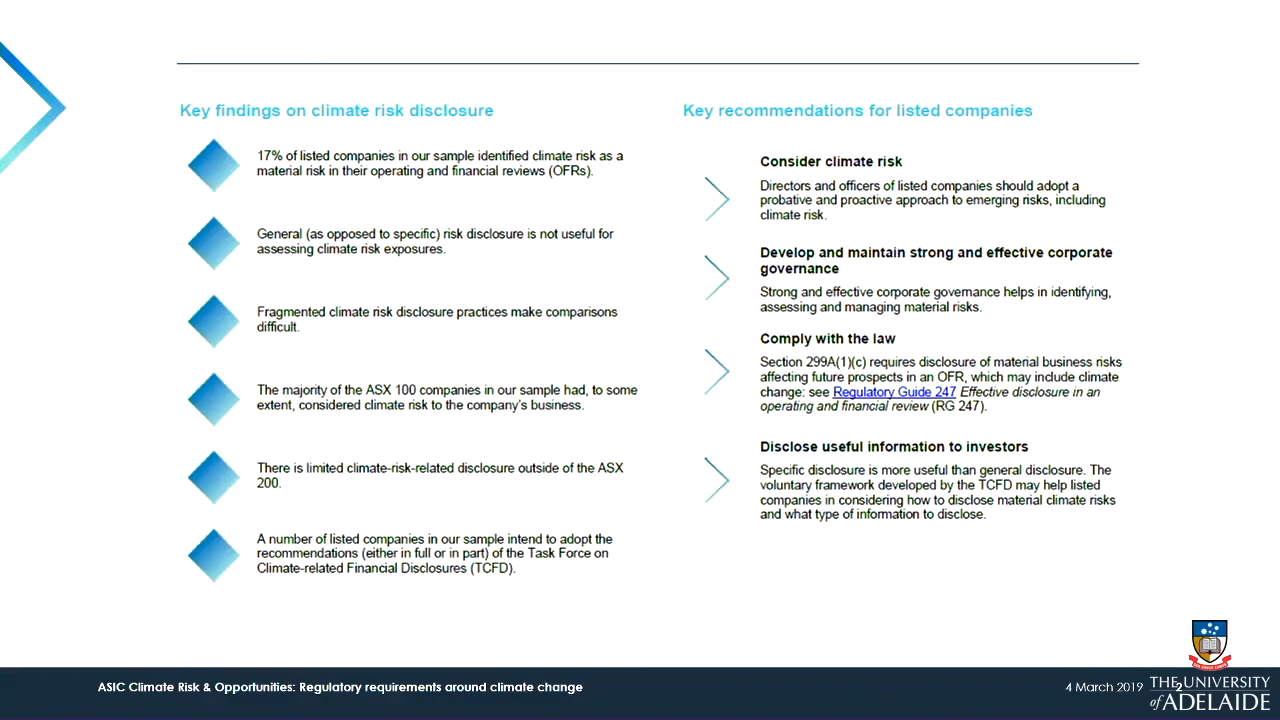 Key findings on climate risk disclosure
17% of listed companies in our sample identified climate risk as a
material risk in their operating and financial reviews (OFRs).
General (as opposed to specific) risk disclosure is not useful for
assessing climate risk exposures.
Fragmented climate risk disclosure practices make comparisons
difficult.
The majority of the ASX 100 companies in our sample had, to some
extent, considered climate risk to the company's business.
There is limited climate-risk-related disclosure outside of the ASX
200.
A number of listed companies in our sample intend to adopt the
recommendations (either in full or in part) of the Task Force on
Climate-related Financial Disclosures (TCFD).
Key recommendations for listed companies
Consider climate risk
Directors and officers of listed companies should adopt a
probative and proactive approach to emerging risks, including
climate risk.
Develop and maintain strong and effective corporate
governance
Strong and effective corporate governance helps in identifying,
assessing and managing material risks.
Comply with the law
Section 299A(1)(c) requires disclosure of material business risks
affecting future prospects in an OFR, which may include climate
change: see Regulatory Guide 247 Effective disclosure in an
operating and financial review (RG 247).
Disclose useful information to investors
Specific disclosure is more useful than general disclosure. The
voluntary framework developed by the TCFD may help listed
companies in considering how to disclose material climate risks
and what type of information to disclose.
ASIC Climate Risk & Opportunities: Regulatory requirements around climate change
4 March 2019
2
THE UNIVERSITY
of ADELAIDE